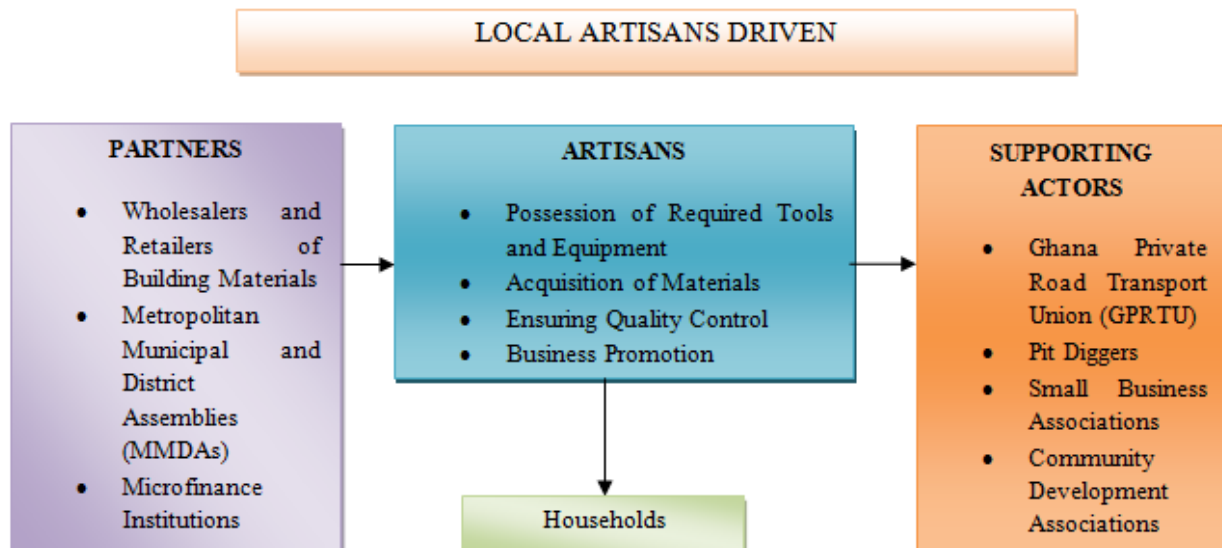 LOCAL ARTISANS DRIVEN
PARTNERS
• Wholesalers and
Retailers of
Building Materials
• Metropolitan
Municipal and
District
Assemblies
(MMDAs)
• Microfinance
Institutions
ARTISANS
• Possession of Required Tools
and Equipment
• Acquisition of Materials
• Ensuring Quality Control
• Business Promotion
Households
SUPPORTING
ACTORS
• Ghana Private
Road Transport
Union (GPRTU)
• Pit Diggers
• Small Business
Associations
• Community
Development
Associations